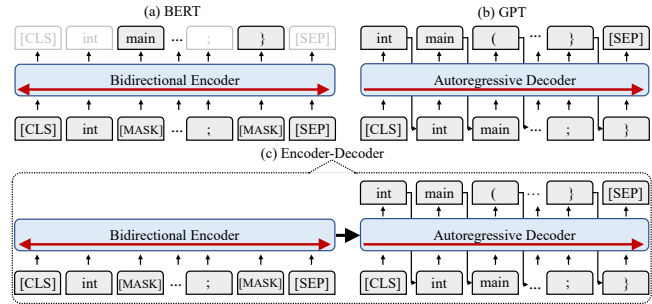 (a) BERT
[CLS] int main ... ; } [SEP]
Bidirectional Encoder
[CLS] int [MASK] ... ; [MASK] [SEP]
(b) GPT
int main ( ... } [SEP]
Autoregressive Decoder
[CLS] int main ... ; }
(c) Encoder-Decoder
Bidirectional Encoder
[CLS] int [MASK] ... ; [MASK] [SEP]
int main ( ... } [SEP]
Autoregressive Decoder
[CLS] int main ... ; }